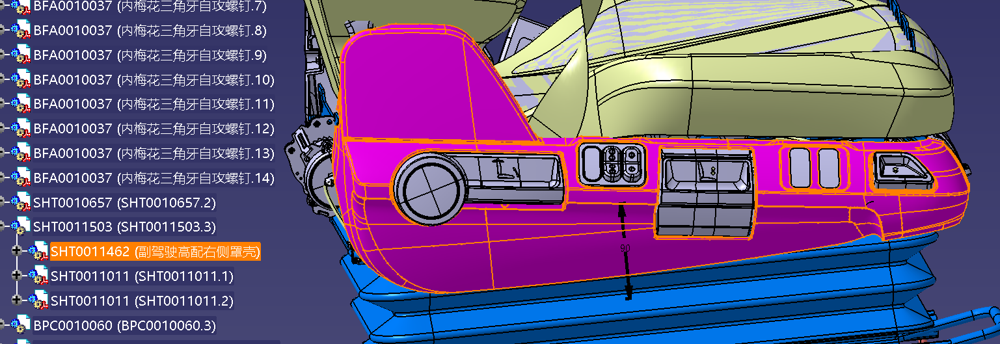 BFA0010037 (内梅花三角牙自攻螺钉.7)
BFA0010037 (内梅花三角牙自攻螺钉.8)
BFA0010037 (内梅花三角牙自攻螺钉.9)
BFA0010037 (内梅花三角牙自攻螺钉.10)
BFA0010037 (内梅花三角牙自攻螺钉.11)
BFA0010037 (内梅花三角牙自攻螺钉.12)
BFA0010037 (内梅花三角牙自攻螺钉.13)
BFA0010037 (内梅花三角牙自攻螺钉.14)
SHT0010657 (SHT0010657.2)
SHT0011503 (SHT0011503.3)
SHT0011462 (副驾驶高配右侧罩壳)
SHT0011011 (SHT0011011.1)
SHT0011011 (SHT0011011.2)
BPC0010060 (BPC0010060.3)
90